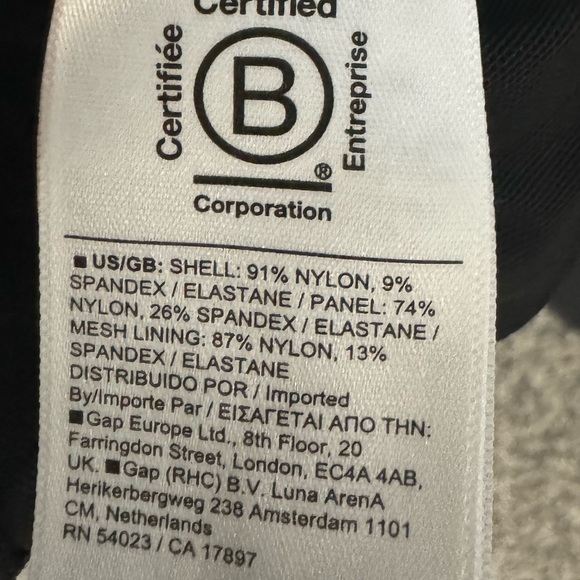 Certified
Certifiée
B
Entreprise
®
Corporation
■ US/GB: SHELL: 91% NYLON, 9%
SPANDEX / ELASTANE / PANEL: 74%
NYLON, 26% SPANDEX / ELASTANE /
MESH LINING: 87% NYLON, 13%
SPANDEX / ELASTANE
DISTRIBUIDO POR / Imported
By/Importe Par / ΕΙΣΑΓΕΤΑΙ ΑΠΟ ΤΗΝ:
■Gap Europe Ltd., 8th Floor, 20
Farringdon Street, London, EC4A 4AB,
UK. ■Gap (RHC) B.V. Luna ArenA
Herikerbergweg 238 Amsterdam 1101
CM, Netherlands
RN 54023 / CA 17897